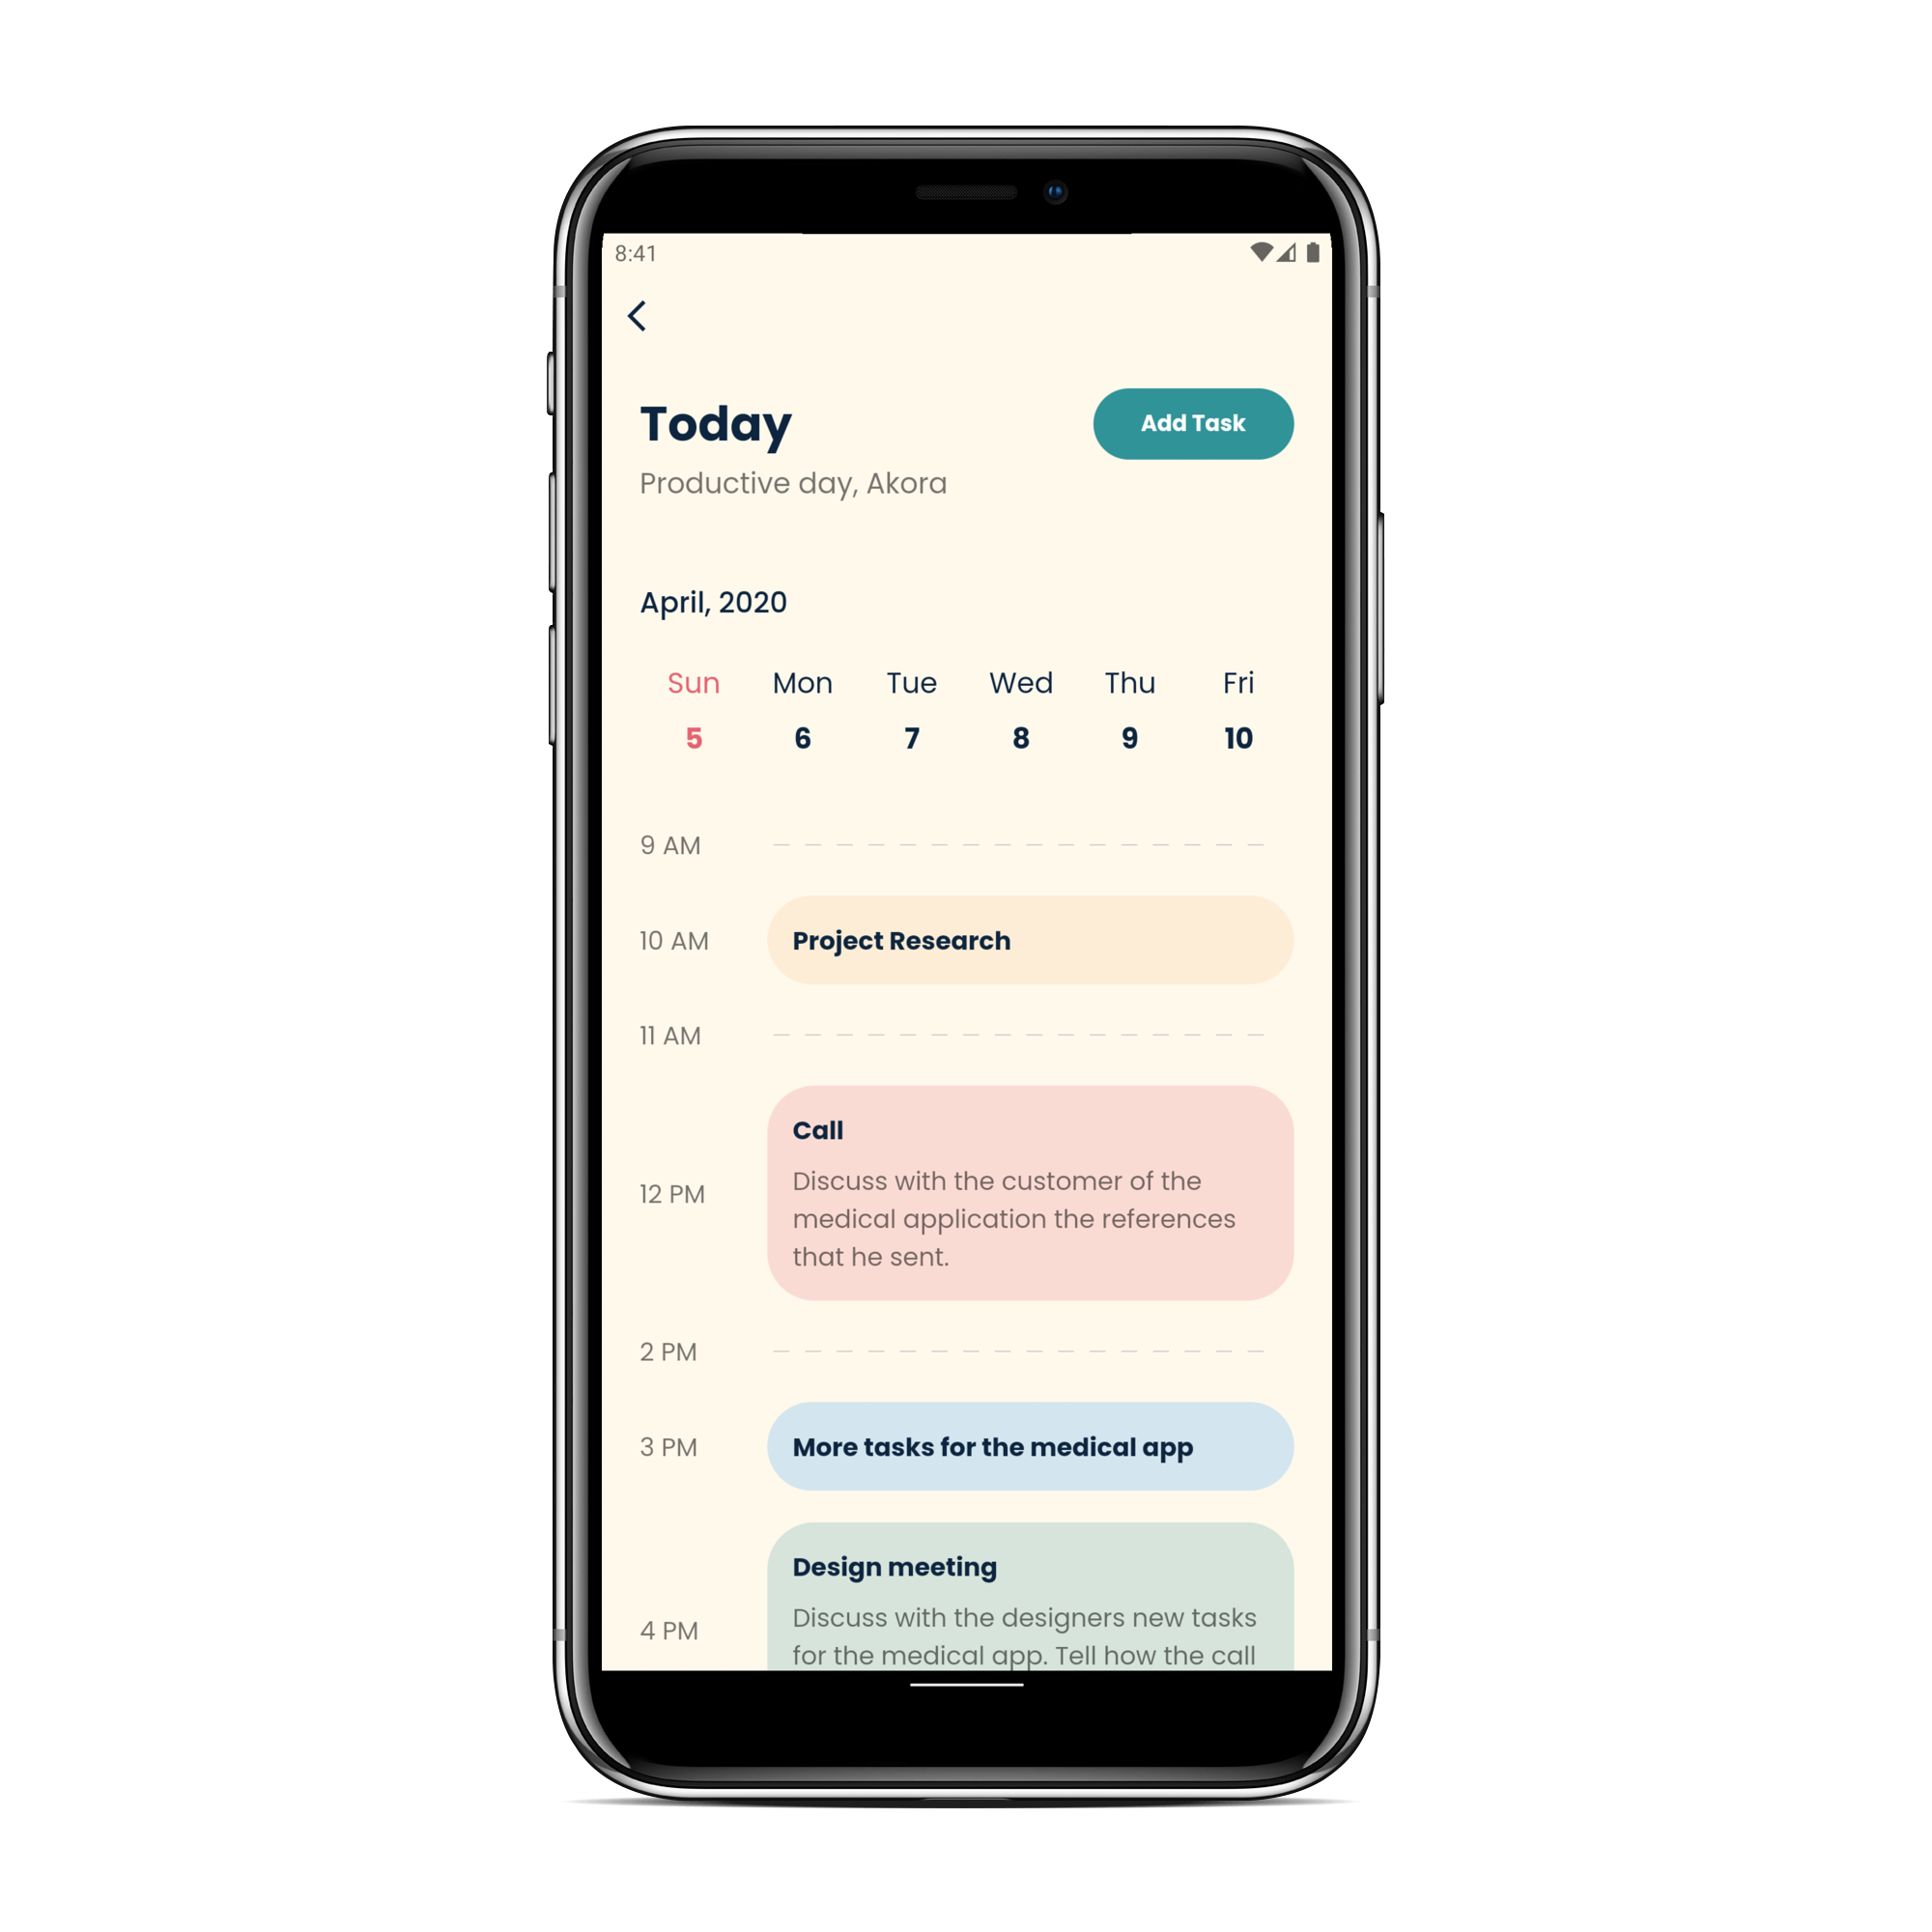 8:41
Today
Add Task
Productive day, Akora
April, 2020
Sun Mon Tue Wed Thu Fri
5 6 7 8 9 10
9 AM
10 AM Project Research
11 AM
Call
Discuss with the customer of the
12 PM
medical application the references
that he sent.
2 PM
3 PM More tasks for the medical app
Design meeting
Discuss with the designers new tasks
4 PM
for the medical app. Tell how the call